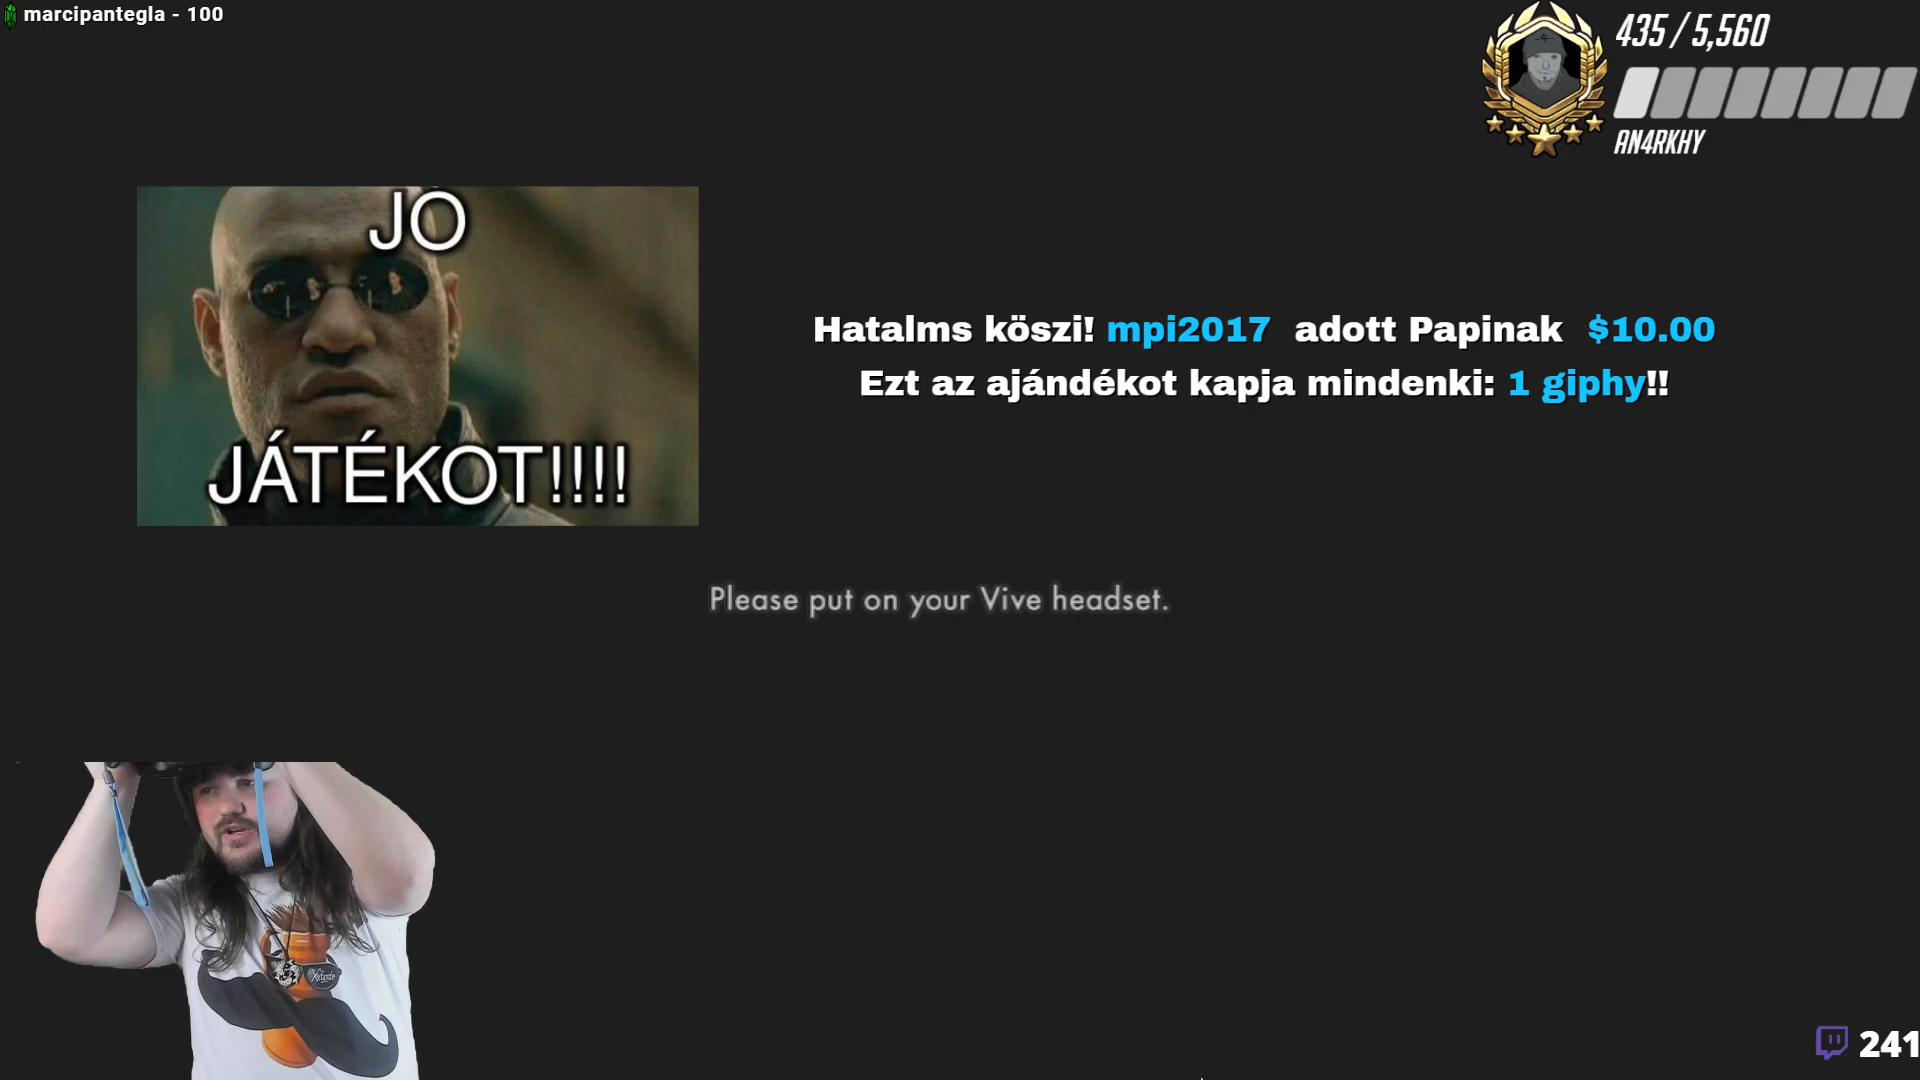 marcipantegla - 100
435 / 5,560
AN4RKHY
JÓ
JÁTÉKOT!!!!
Hatalms köszi! mpi2017 adott Papinak $10.00
Ezt az ajándékot kapja mindenki: 1 giphy!!
Please put on your Vive headset.
241